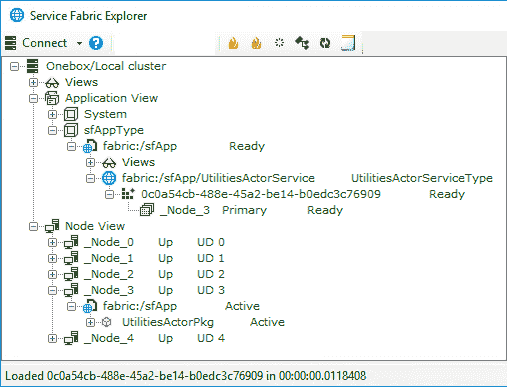 Service Fabric Explorer
Connect
Onebox/Local cluster
Views
Application View
System
sfAppType
fabric:/sfApp Ready
Views
fabric:/sfApp/UtilitiesActorService UtilitiesActorServiceType
0c0a54cb-488e-45a2-be14-b0edc3c76909 Ready
_Node_3 Primary Ready
Node View
_Node_0 Up UD 0
_Node_1 Up UD 1
_Node_2 Up UD 2
_Node_3 Up UD 3
fabric:/sfApp Active
UtilitiesActorPkg Active
_Node_4 Up UD 4
Loaded 0c0a54cb-488e-45a2-be14-b0edc3c76909 in 00:00:00.0118408